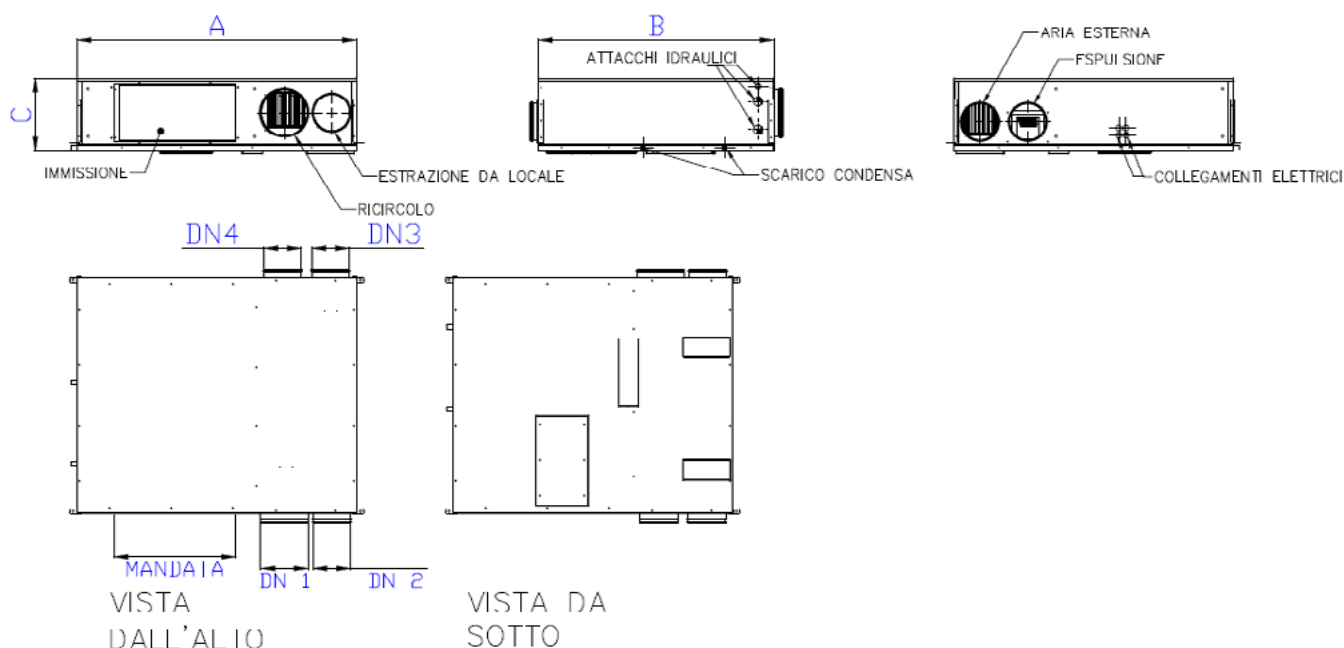 A
B
ARIA ESTERNA
ESPULSIONE
ATTACCHI IDRAULICI
C
IMMISSIONE
ESTRAZIONE DA LOCALE
RICIRCOLO
SCARICO CONDENSA
COLLEGAMENTI ELETTRICI
DN4
DN3
MANDATA
DN 1
DN 2
VISTA
DALL'ALTO
VISTA DA
SOTTO